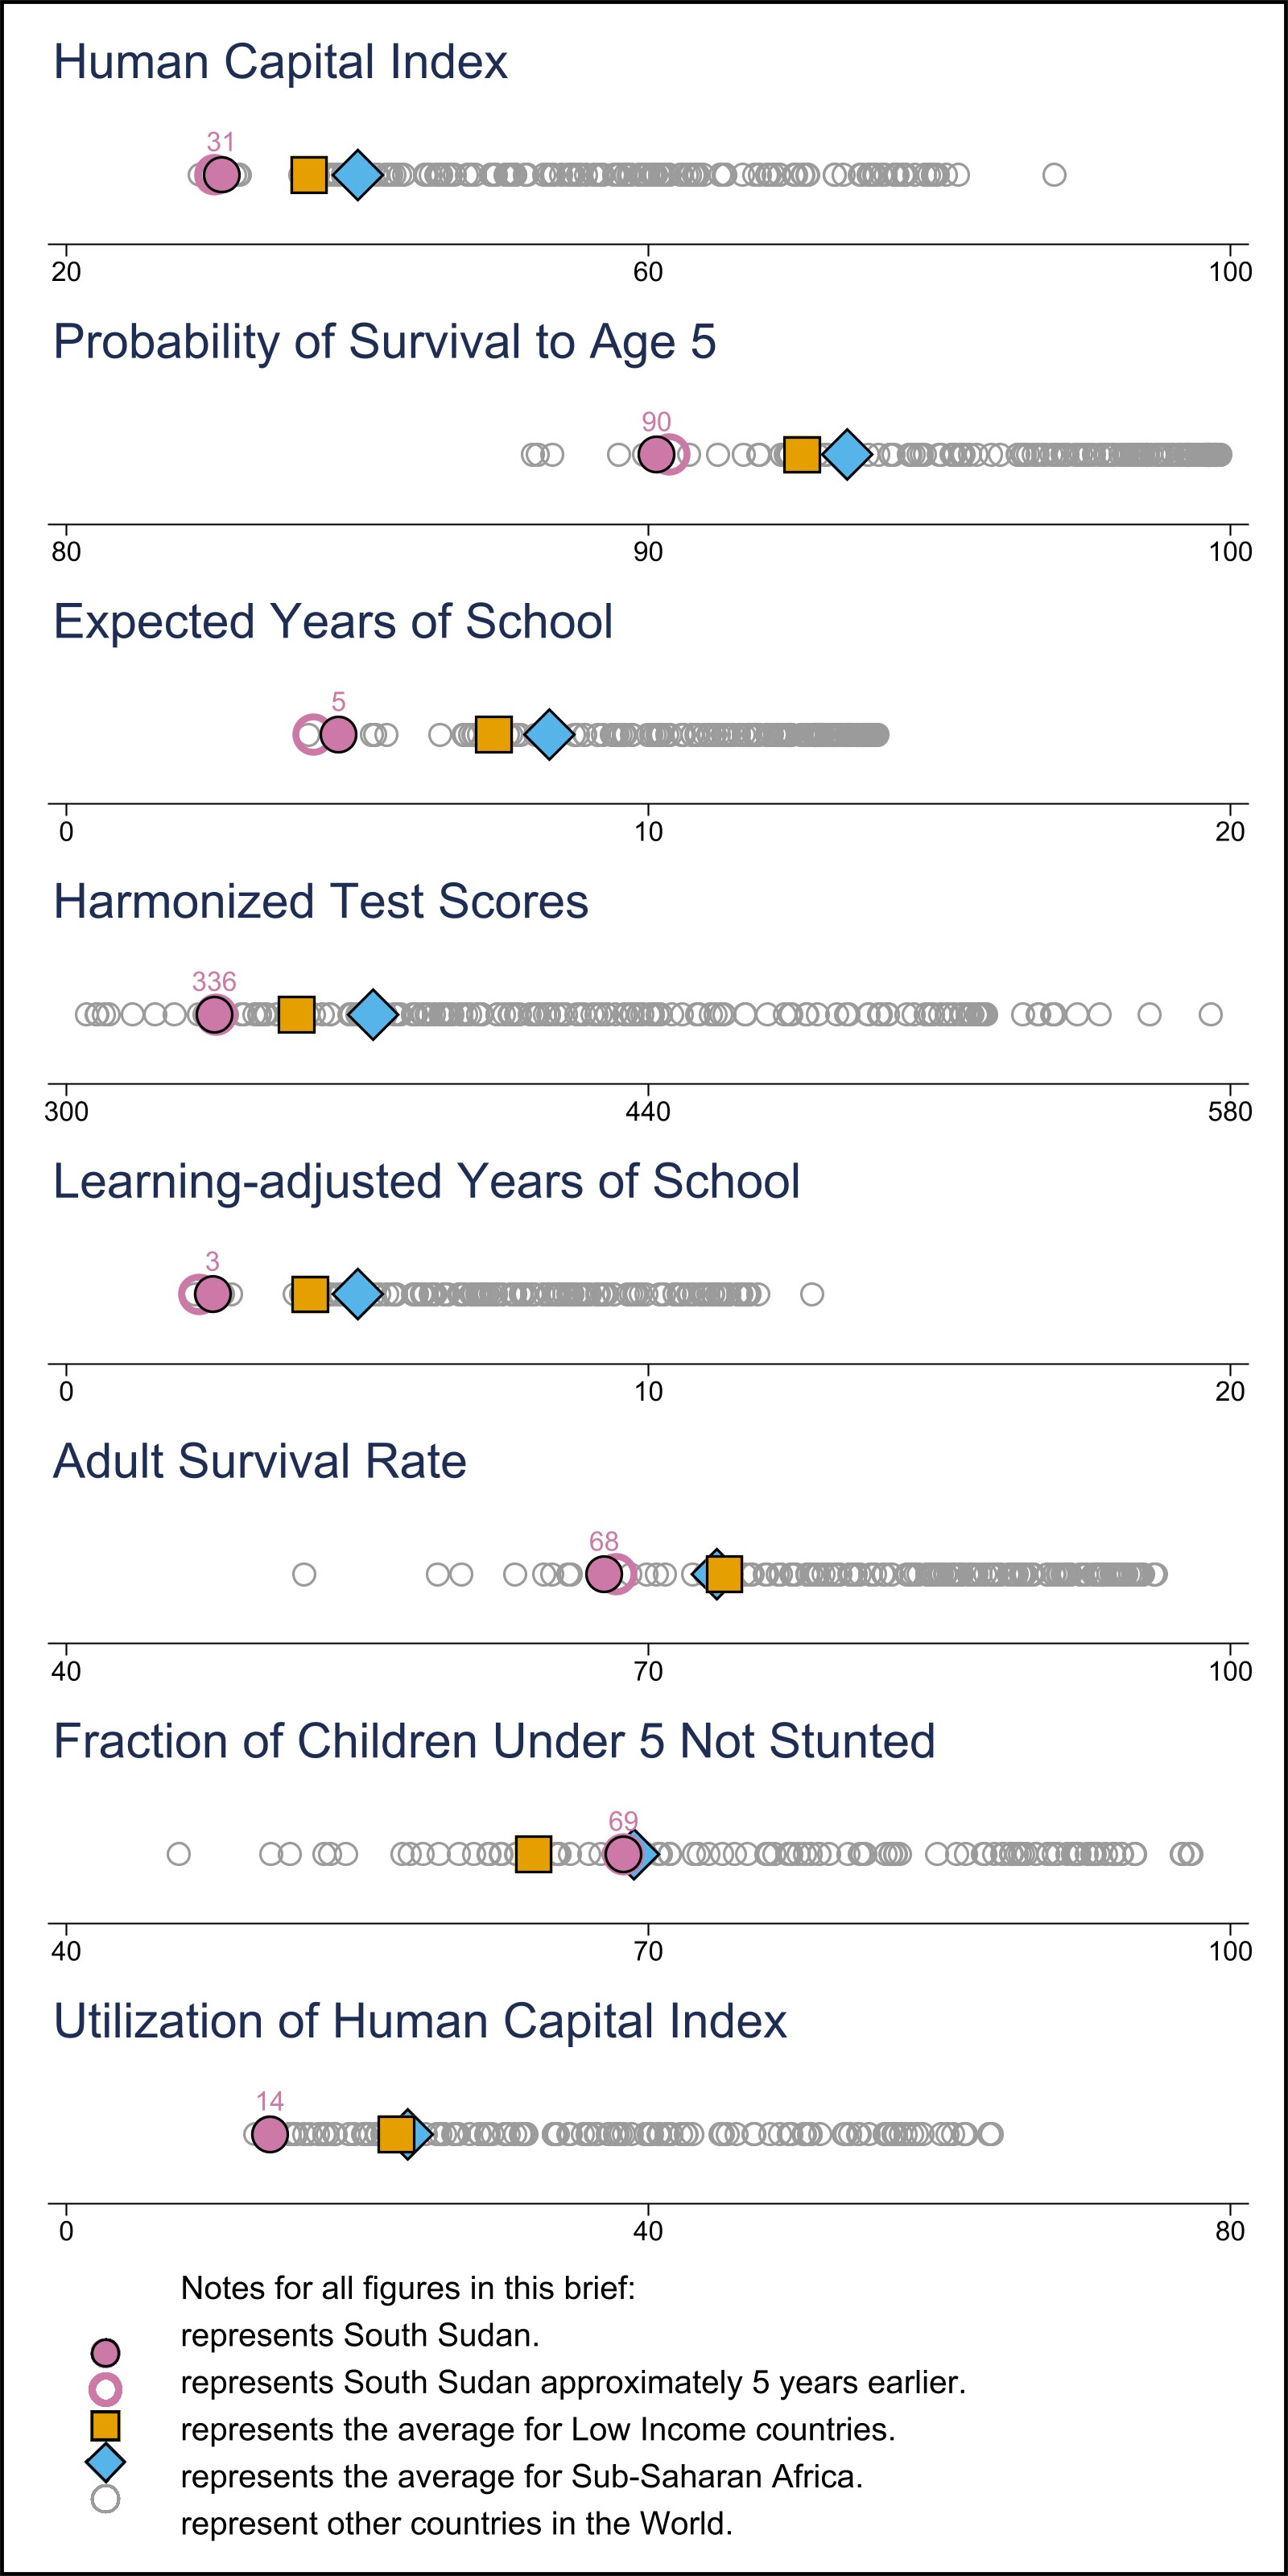 Human Capital Index
31
20 60 100
Probability of Survival to Age 5
90
80 90 100
Expected Years of School
5
0 10 20
Harmonized Test Scores
336
300 440 580
Learning-adjusted Years of School
3
0 10 20
Adult Survival Rate
68
40 70 100
Fraction of Children Under 5 Not Stunted
69
40 70 100
Utilization of Human Capital Index
14
0 40 80
Notes for all figures in this brief:
represents South Sudan.
represents South Sudan approximately 5 years earlier.
represents the average for Low Income countries.
represents the average for Sub-Saharan Africa.
represent other countries in the World.